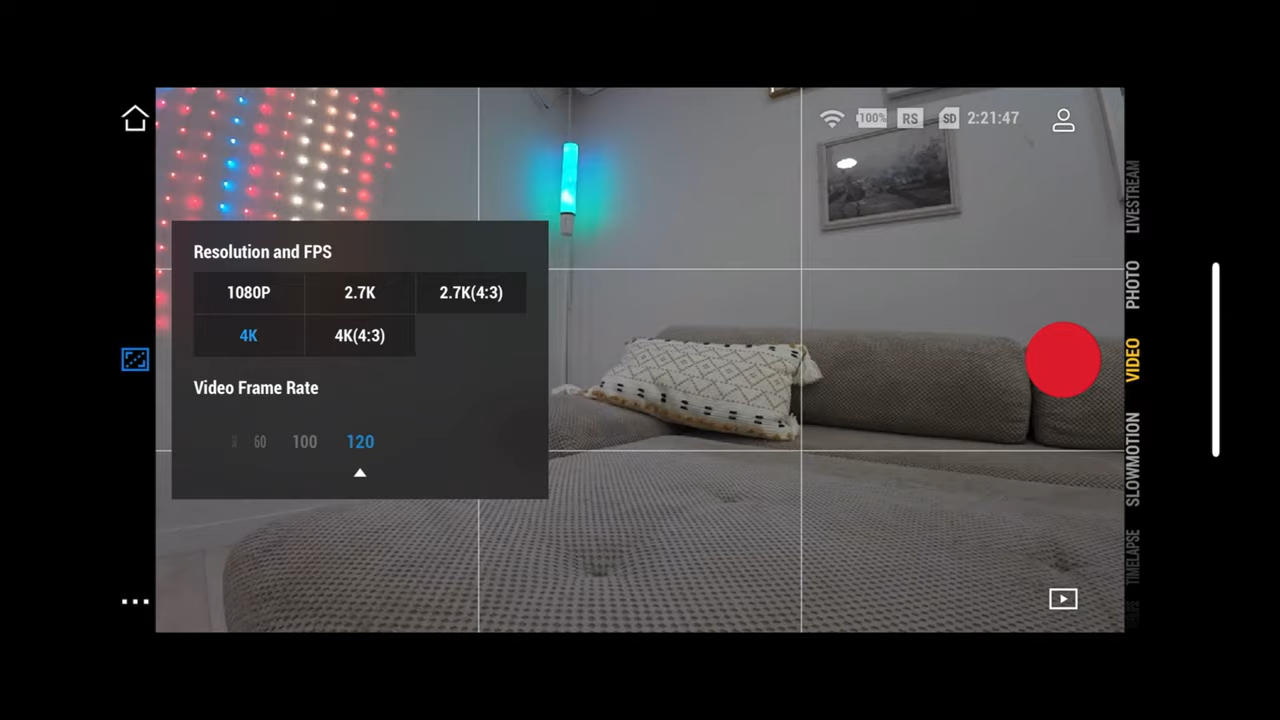 100% RS SD 2:21:47
Resolution and FPS
1080P 2.7K 2.7K(4:3)
4K 4K(4:3)
Video Frame Rate
60 100 120
LIVESTREAM
PHOTO
VIDEO
SLOWMOTION
TIMELAPSE